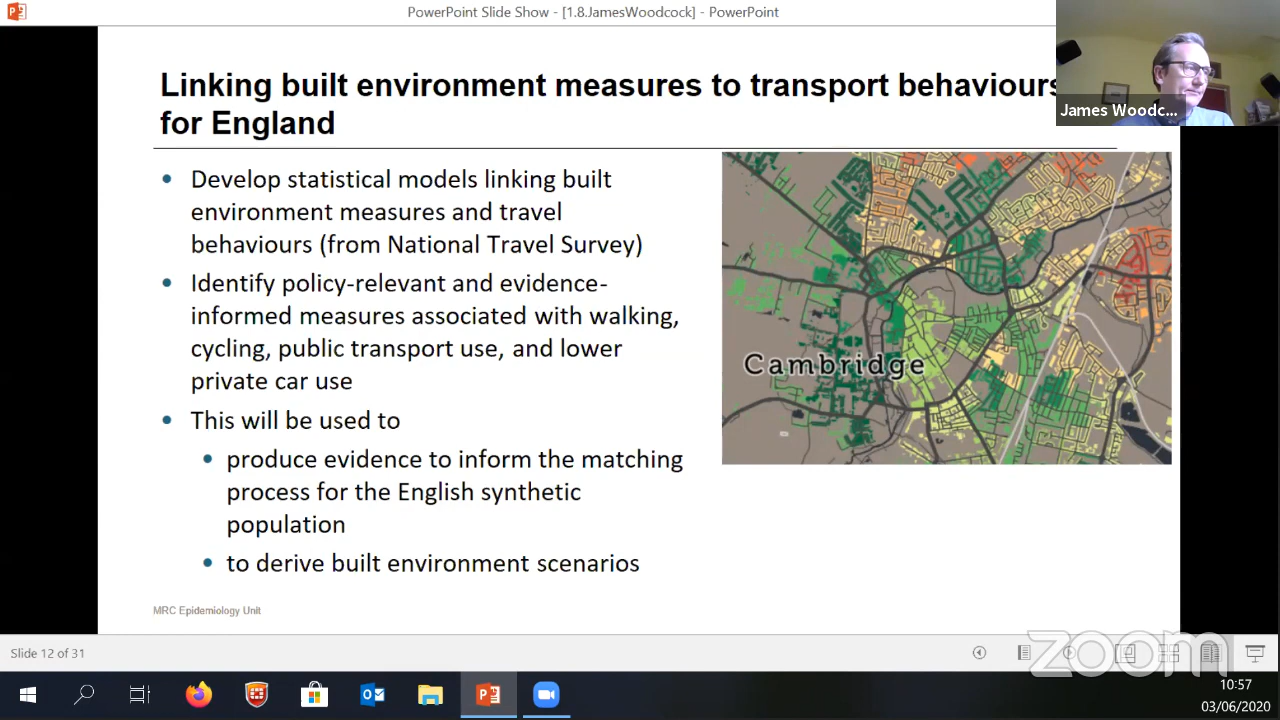 PowerPoint Slide Show - [1.8.JamesWoodcock] - PowerPoint
James Woodc...
Linking built environment measures to transport behaviours
for England
Develop statistical models linking built
environment measures and travel
behaviours (from National Travel Survey)
Identify policy-relevant and evidence-
informed measures associated with walking,
cycling, public transport use, and lower
private car use
This will be used to
produce evidence to inform the matching
process for the English synthetic
population
to derive built environment scenarios
Cambridge
MRC Epidemiology Unit
Slide 12 of 31
zoom
10:57
03/06/2020